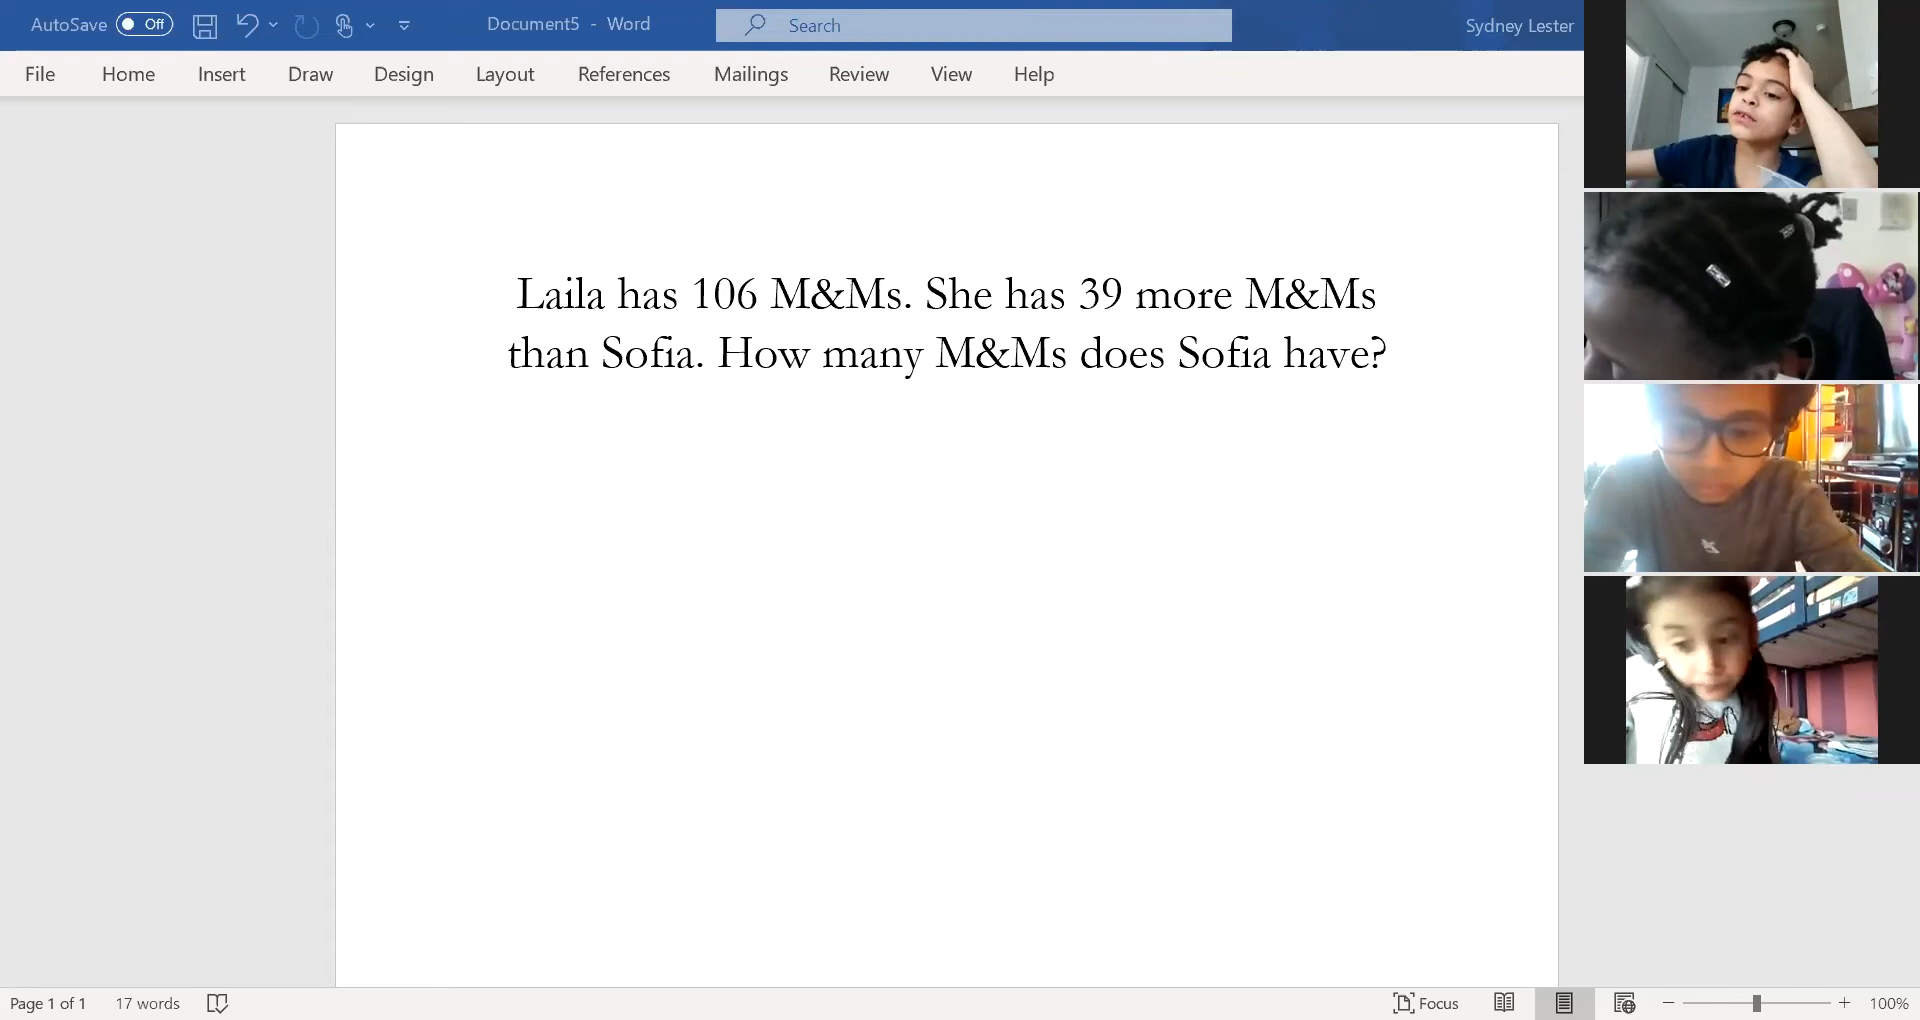 AutoSave Off Document5 - Word Search Sydney Lester
File Home Insert Draw Design Layout References Mailings Review View Help
Laila has 106 M&Ms. She has 39 more M&Ms
than Sofia. How many M&Ms does Sofia have?
Page 1 of 1 17 words Focus 100%